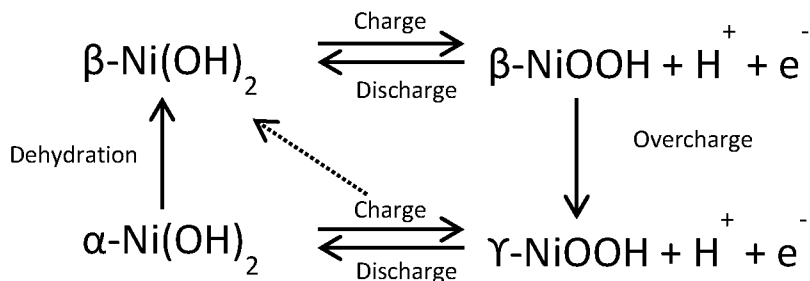 Charge
β-Ni(OH)₂ β-NiOOH + H⁺ + e⁻
Discharge
Dehydration Overcharge
Charge
α-Ni(OH)₂ ϒ-NiOOH + H⁺ + e⁻
Discharge